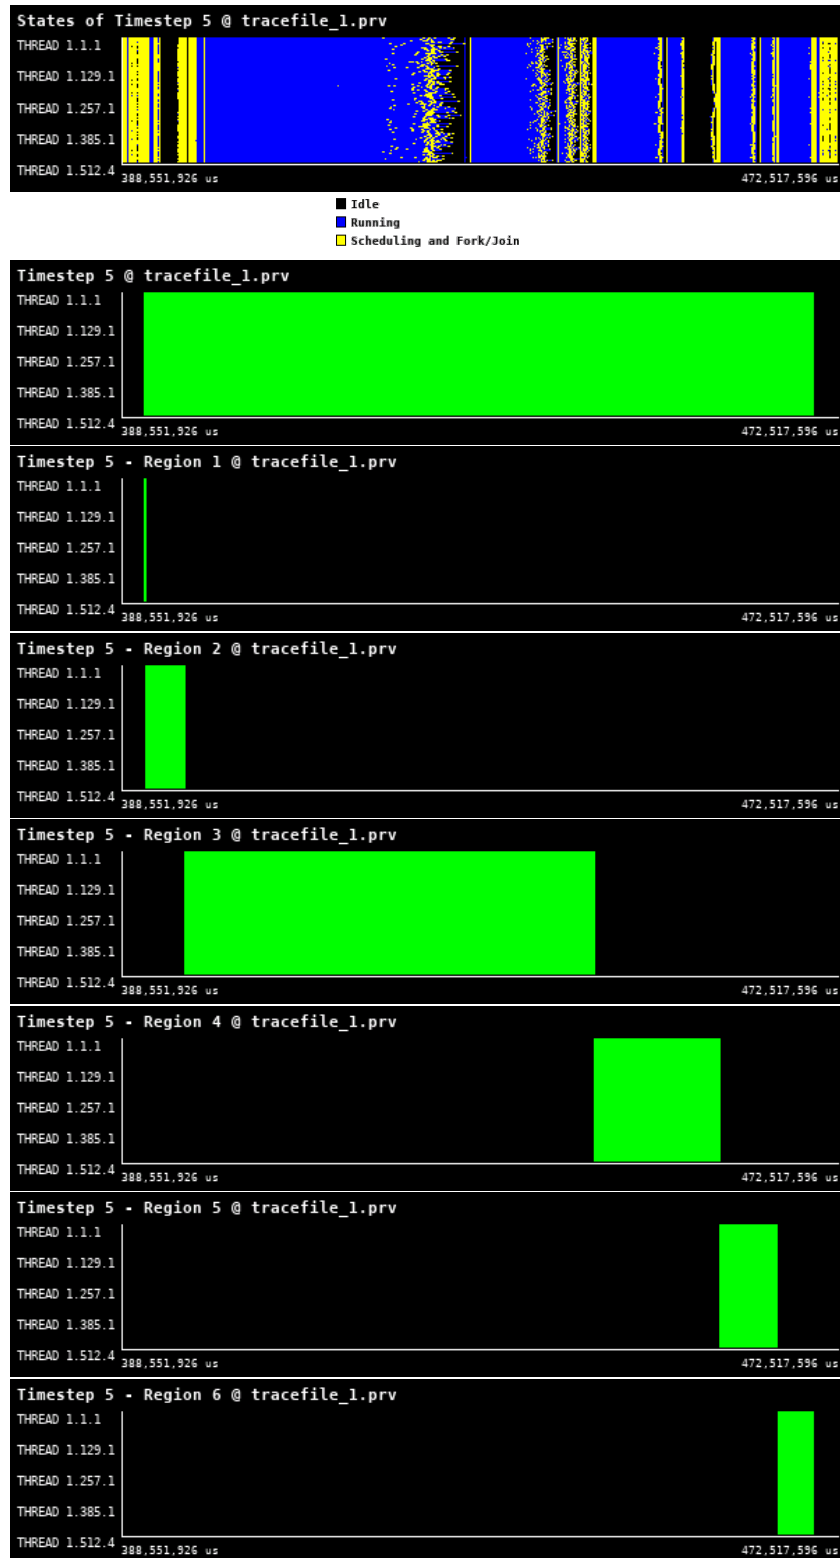 States of Timestep 5 @ tracefile_1.prv
THREAD 1.1.1
THREAD 1.129.1
THREAD 1.257.1
THREAD 1.385.1
THREAD 1.512.4
388,551,926 us 472,517,596 us
Idle
Running
Scheduling and Fork/Join
Timestep 5 @ tracefile_1.prv
THREAD 1.1.1
THREAD 1.129.1
THREAD 1.257.1
THREAD 1.385.1
THREAD 1.512.4
388,551,926 us 472,517,596 us
Timestep 5 - Region 1 @ tracefile_1.prv
THREAD 1.1.1
THREAD 1.129.1
THREAD 1.257.1
THREAD 1.385.1
THREAD 1.512.4
388,551,926 us 472,517,596 us
Timestep 5 - Region 2 @ tracefile_1.prv
THREAD 1.1.1
THREAD 1.129.1
THREAD 1.257.1
THREAD 1.385.1
THREAD 1.512.4
388,551,926 us 472,517,596 us
Timestep 5 - Region 3 @ tracefile_1.prv
THREAD 1.1.1
THREAD 1.129.1
THREAD 1.257.1
THREAD 1.385.1
THREAD 1.512.4
388,551,926 us 472,517,596 us
Timestep 5 - Region 4 @ tracefile_1.prv
THREAD 1.1.1
THREAD 1.129.1
THREAD 1.257.1
THREAD 1.385.1
THREAD 1.512.4
388,551,926 us 472,517,596 us
Timestep 5 - Region 5 @ tracefile_1.prv
THREAD 1.1.1
THREAD 1.129.1
THREAD 1.257.1
THREAD 1.385.1
THREAD 1.512.4
388,551,926 us 472,517,596 us
Timestep 5 - Region 6 @ tracefile_1.prv
THREAD 1.1.1
THREAD 1.129.1
THREAD 1.257.1
THREAD 1.385.1
THREAD 1.512.4
388,551,926 us 472,517,596 us